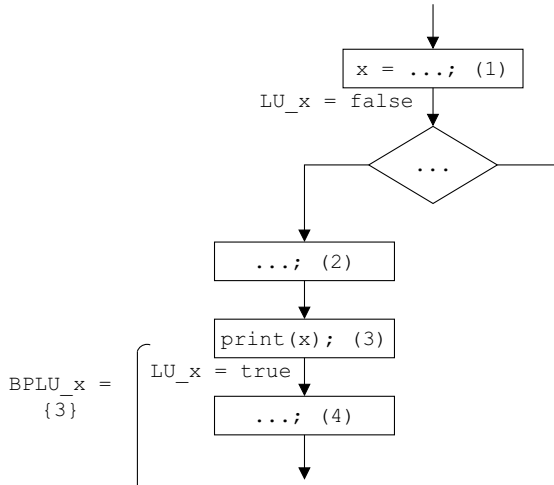 x = ...; (1)
LU_x = false
...
...; (2)
print(x); (3)
LU_x = true
BPLU_x =
{3}
...; (4)